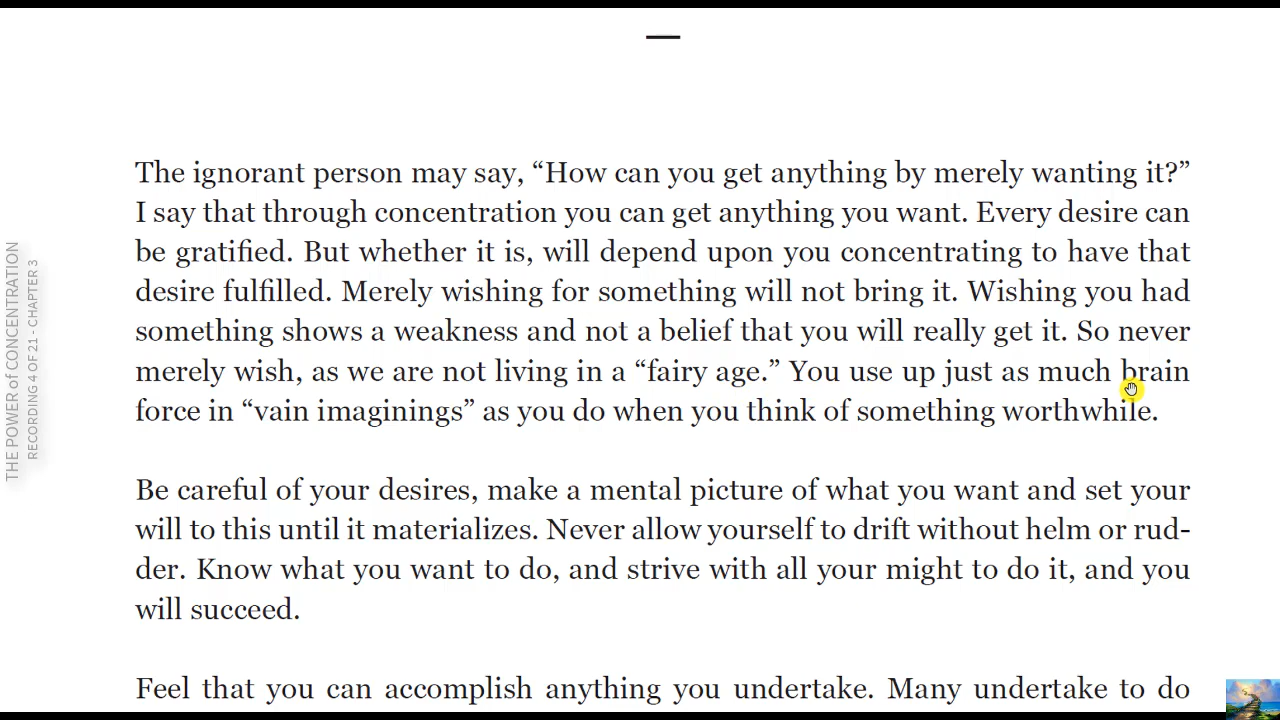 The ignorant person may say, “How can you get anything by merely wanting it?”
I say that through concentration you can get anything you want. Every desire can
be gratified. But whether it is, will depend upon you concentrating to have that
desire fulfilled. Merely wishing for something will not bring it. Wishing you had
something shows a weakness and not a belief that you will really get it. So never
merely wish, as we are not living in a “fairy age.” You use up just as much brain
force in “vain imaginings” as you do when you think of something worthwhile.
Be careful of your desires, make a mental picture of what you want and set your
will to this until it materializes. Never allow yourself to drift without helm or rud-
der. Know what you want to do, and strive with all your might to do it, and you
will succeed.
Feel that you can accomplish anything you undertake. Many undertake to do
THE POWER of CONCENTRATION
RECORDING 4 OF 21 - CHAPTER 3